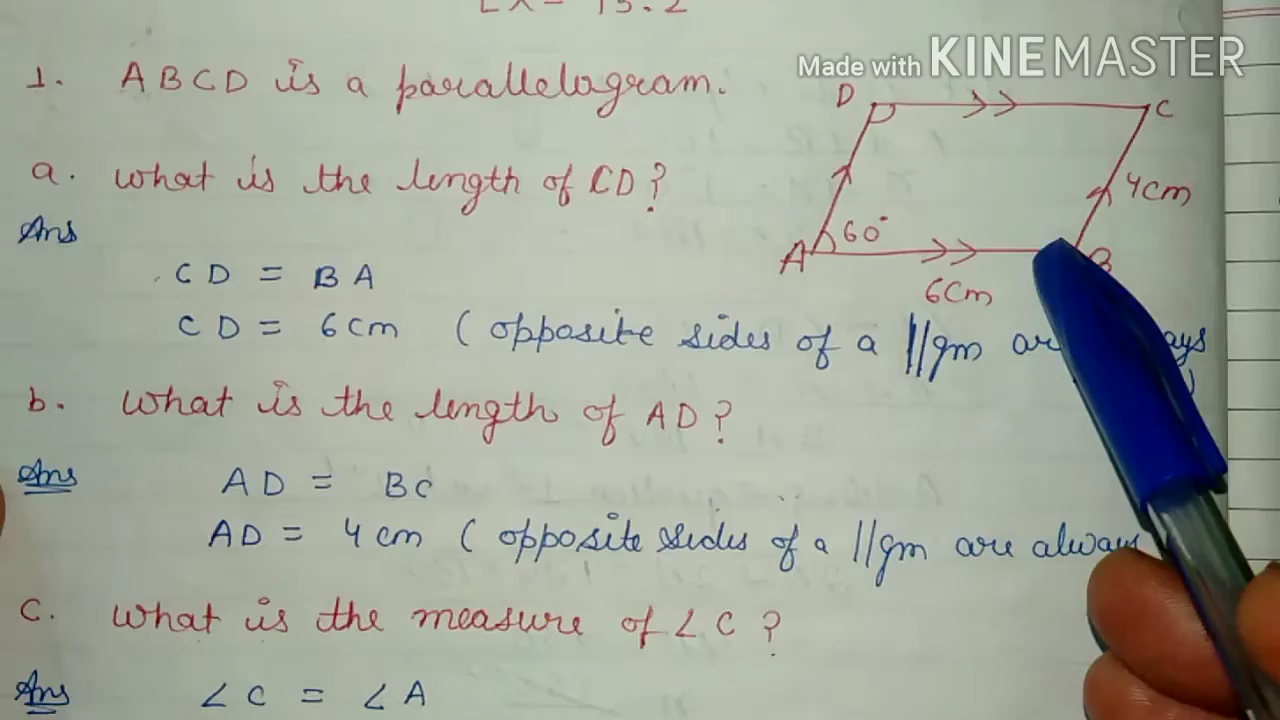 Made with KINEMASTER
1. ABCD is a parallelogram.
D C
4cm
60°
A B
6cm
a. what is the length of CD?
Ans
CD = BA
CD = 6cm (opposite sides of a ||gm
b. What is the length of AD?
Ans
AD = BC
AD = 4cm (opposite sides of a ||gm are always
c. What is the measure of ∠C?
Ans
∠C = ∠A